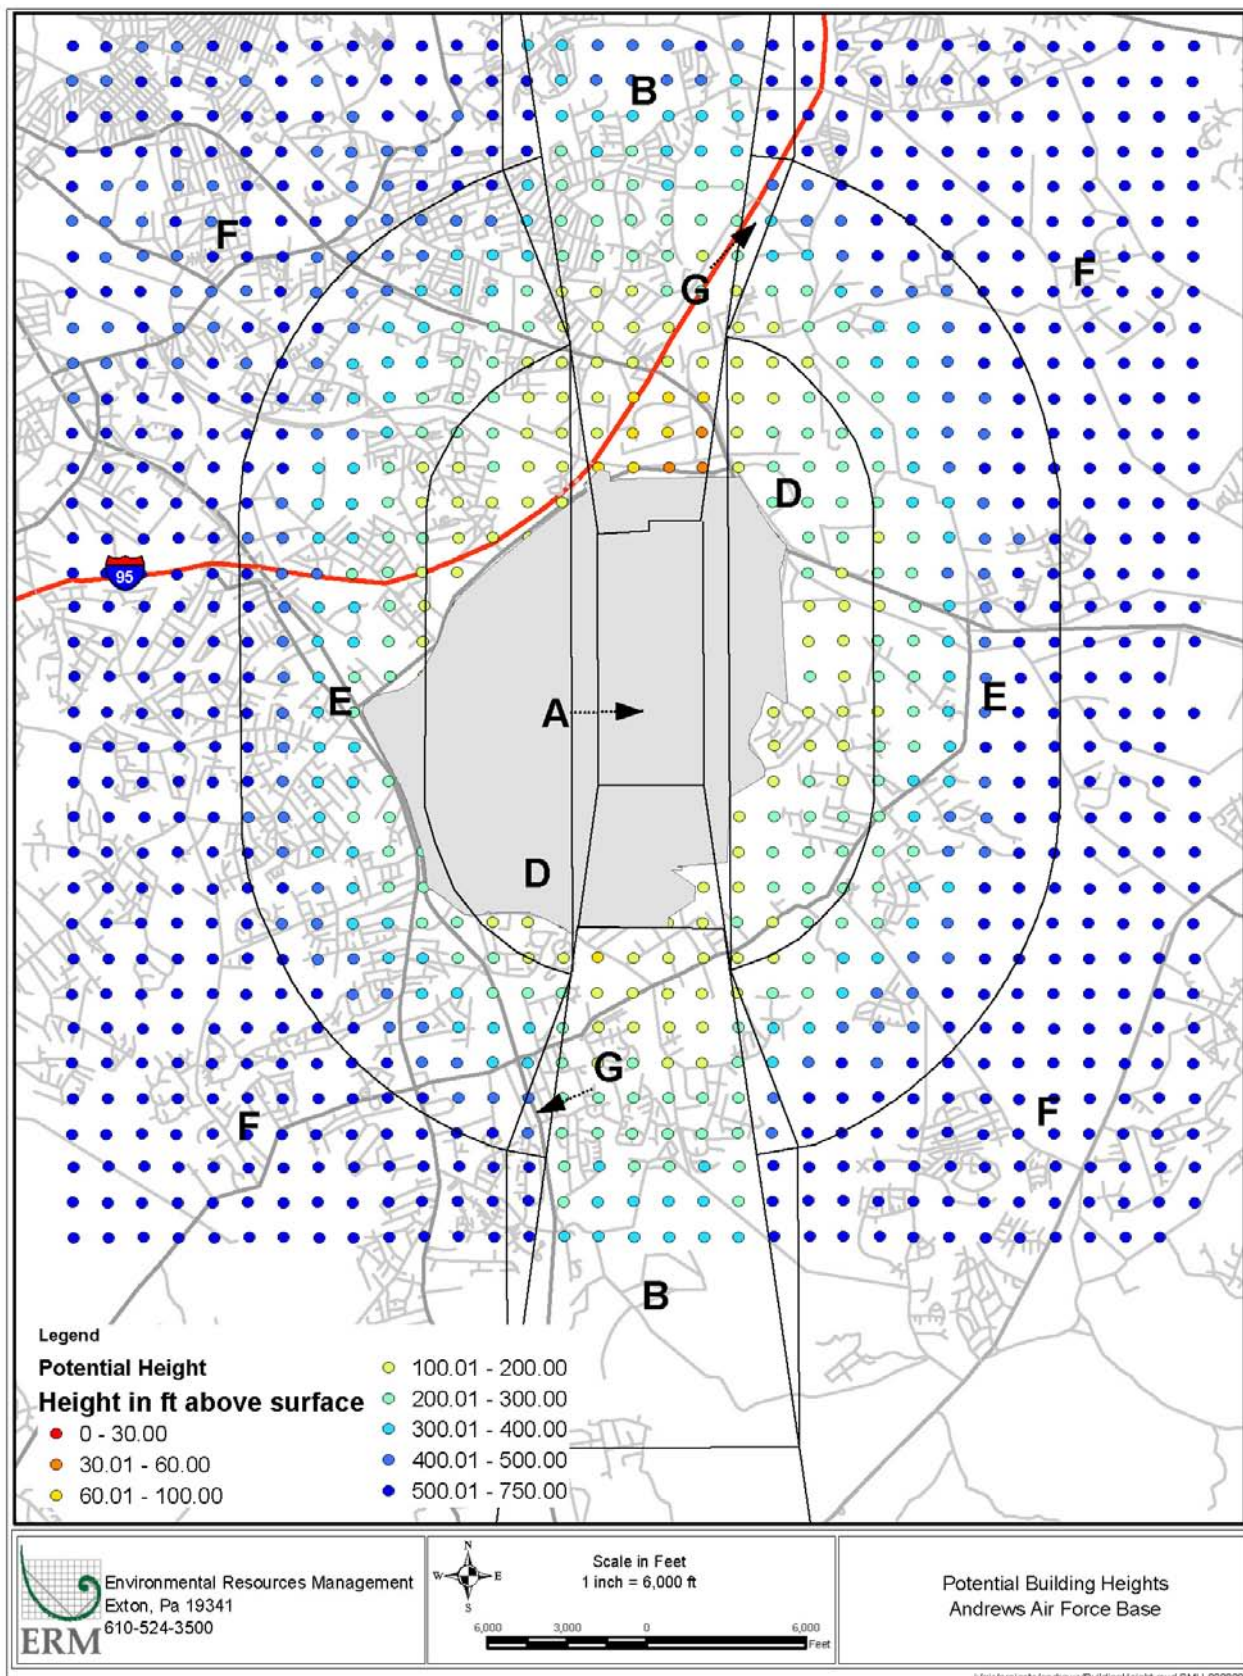 B
F
F
G
D
95
E
E
A
D
G
F
F
B
Legend
Potential Height
Height in ft above surface
0 - 30.00
30.01 - 60.00
60.01 - 100.00
100.01 - 200.00
200.01 - 300.00
300.01 - 400.00
400.01 - 500.00
500.01 - 750.00
ERM
Environmental Resources Management
Exton, Pa 19341
610-524-3500
N
W E
S
Scale in Feet
1 inch = 6,000 ft
6,000 3,000 0 6,000
Feet
Potential Building Heights
Andrews Air Force Base